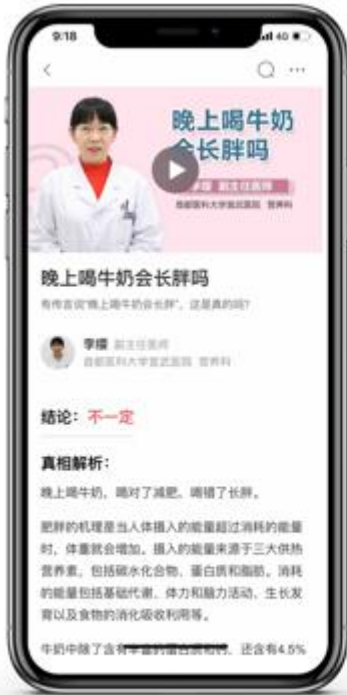 9:18
4G
晚上喝牛奶
会长胖吗
李缨 副主任医师
首都医科大学宣武医院 营养科
晚上喝牛奶会长胖吗
有传言说“晚上喝牛奶会长胖”，这是真的吗？
李缨 副主任医师
首都医科大学宣武医院 营养科
结论：不一定
真相解析：
晚上喝牛奶，喝对了减肥，喝错了长胖。
肥胖的机理是当人体摄入的能量超过消耗的能量
时，体重就会增加。摄入的能量来源于三大供热
营养素，包括碳水化合物、蛋白质和脂肪。消耗
的能量包括基础代谢、体力和脑力活动、生长发
育以及食物的消化吸收利用等。
牛奶中除了含有丰富的蛋白质和钙，还含有4.5%